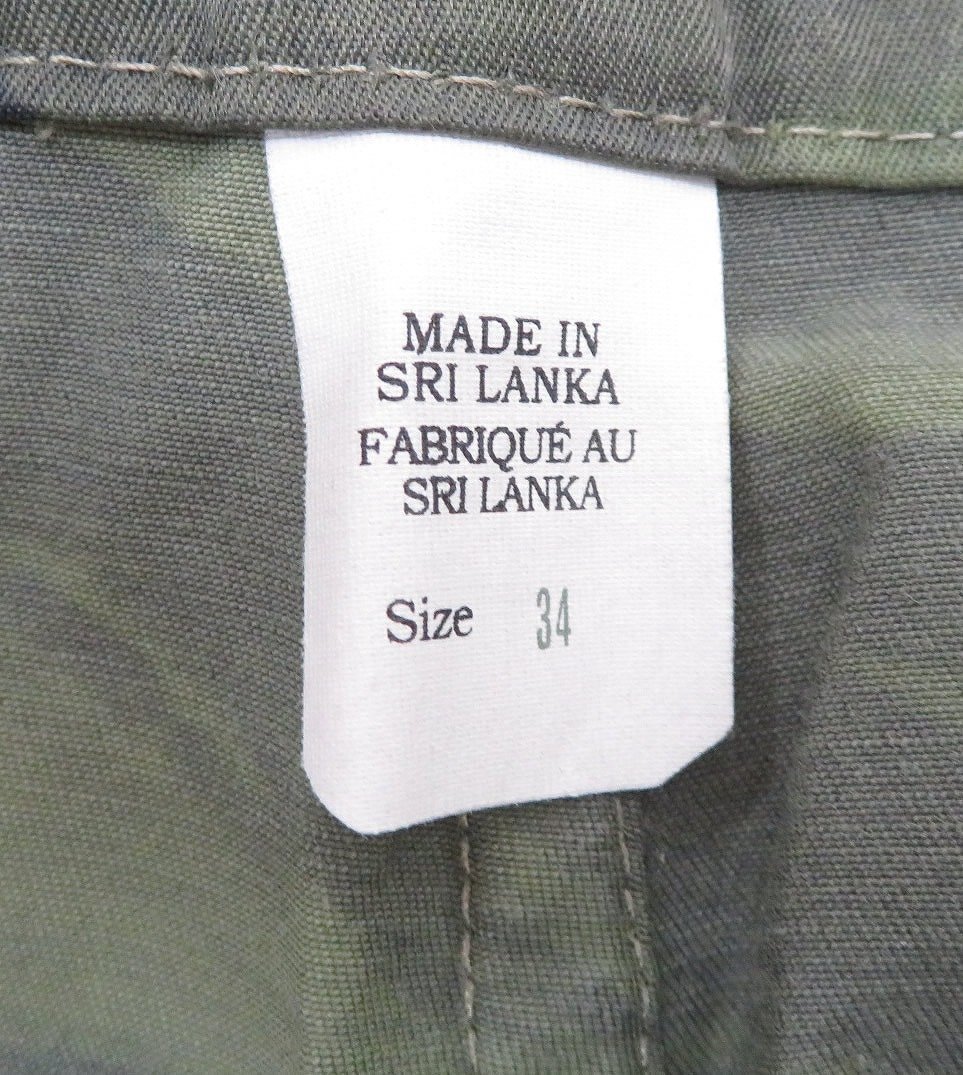 MADE IN
SRI LANKA
FABRIQUÉ AU
SRI LANKA
Size 34